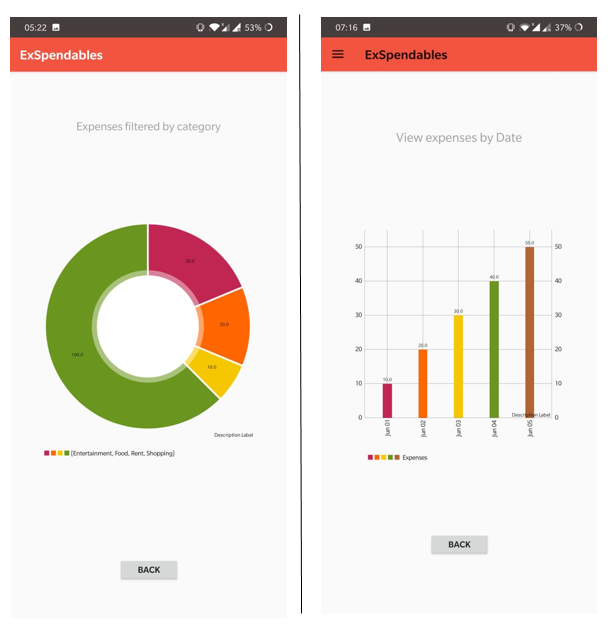 05:22 53%
ExSpendables
Expenses filtered by category
30.0
20.0
10.0
100.0
Description Label
[Entertainment, Food, Rent, Shopping]
BACK
07:16 37%
ExSpendables
View expenses by Date
50.0
50 50
40.0
40 40
30.0
30 30
20.0
20 20
10.0
10 10
Description Label
0 0
Jun 01 Jun 02 Jun 03 Jun 04 Jun 05
Expenses
BACK